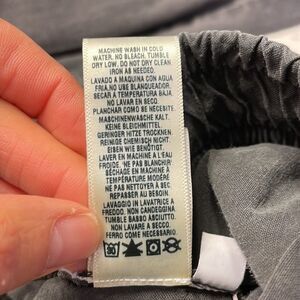 MACHINE WASH IN COLD
WATER. NO BLEACH. TUMBLE
DRY LOW. DO NOT DRY CLEAN
IRON AS NEEDED.
LAVADO A MAQUINA CON AGUA
FRIA.NO USE BLANQUEADOR.
SECAR A TEMPERATURA BAJA
NO LAVAR EN SECO.
PLANCHAR COMO SE NECESITE.
MASCHINENWASCHE KALT.
KEINE BLEICHMITTEL.
GERINGER HITZE TROCKNEN.
REINIGE CHEMISCH NICHT.
EISEN WIE BENÖTIGT.
LAVER EN MACHINE À L'EAU
FROIDE. 'NE PAS BLANCHIR'
SÉCHAGE EN MACHINE À
TEMPÉRATURE MODÉRÉ
'NE PAS NETTOYER À SEC
REPASSER AU BESOIN.
LAVAGGIO IN LAVATRICE A
FREDDO. NON CANDEGGINA.
TUMBLE BASSO ASCIUTTO.
NON LAVARE A SECCO.
FERRO COME NECESSARIO